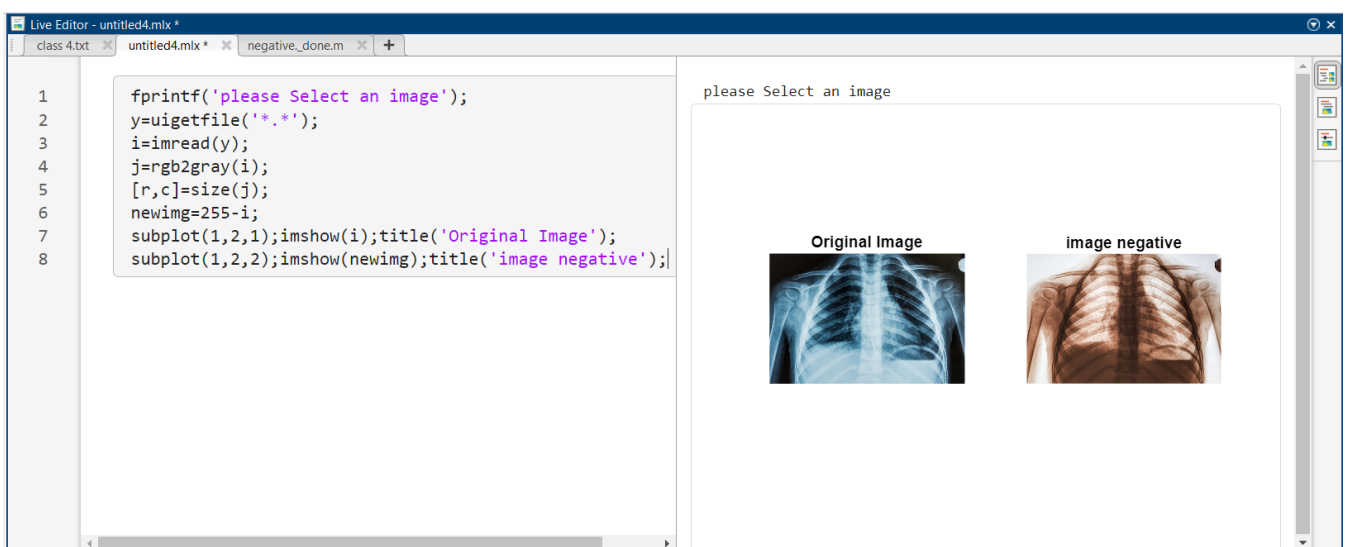 Live Editor - untitled4.mlx *
class 4.txt
untitled4.mlx *
negative._done.m
1 fprintf('please Select an image');
2 y=uigetfile('*.*');
3 i=imread(y);
4 j=rgb2gray(i);
5 [r,c]=size(j);
6 newimg=255-i;
7 subplot(1,2,1);imshow(i);title('Original Image');
8 subplot(1,2,2);imshow(newimg);title('image negative');
please Select an image
Original Image
image negative